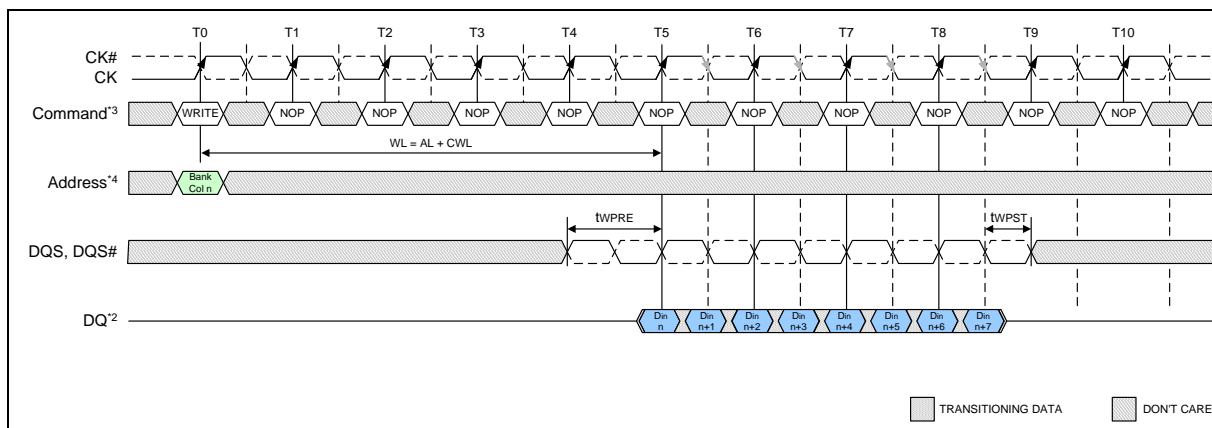 T0 T1 T2 T3 T4 T5 T6 T7 T8 T9 T10
CK#
CK
Command*3 WRITE NOP NOP NOP NOP NOP NOP NOP NOP NOP NOP
WL = AL + CWL
Address*4 Bank
Col n
tWPRE tWPST
DQS, DQS#
DQ*2 Din Din Din Din Din Din Din Din
n n+1 n+2 n+3 n+4 n+5 n+6 n+7
TRANSITIONING DATA DON'T CARE